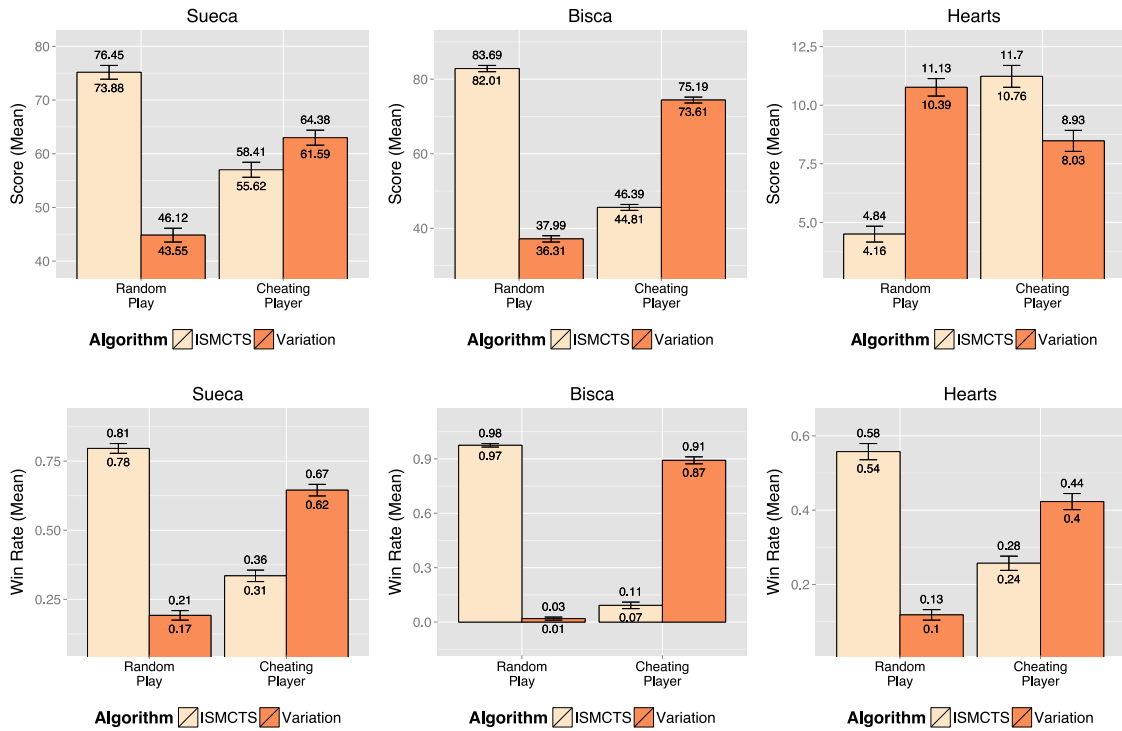 Sueca
Score (Mean)
80
70
60
50
40
76.45
73.88
46.12
43.55
58.41
55.62
64.38
61.59
Random
Play
Cheating
Player
Algorithm ISMCTS Variation
Bisca
Score (Mean)
80
60
40
83.69
82.01
37.99
36.31
46.39
44.81
75.19
73.61
Random
Play
Cheating
Player
Algorithm ISMCTS Variation
Hearts
Score (Mean)
12.5
10.0
7.5
5.0
4.84
4.16
11.13
10.39
11.7
10.76
8.93
8.03
Random
Play
Cheating
Player
Algorithm ISMCTS Variation
Sueca
Win Rate (Mean)
0.75
0.50
0.25
0.81
0.78
0.21
0.17
0.36
0.31
0.67
0.62
Random
Play
Cheating
Player
Algorithm ISMCTS Variation
Bisca
Win Rate (Mean)
0.9
0.6
0.3
0.0
0.98
0.97
0.03
0.01
0.11
0.07
0.91
0.87
Random
Play
Cheating
Player
Algorithm ISMCTS Variation
Hearts
Win Rate (Mean)
0.6
0.4
0.2
0.58
0.54
0.13
0.1
0.28
0.24
0.44
0.4
Random
Play
Cheating
Player
Algorithm ISMCTS Variation